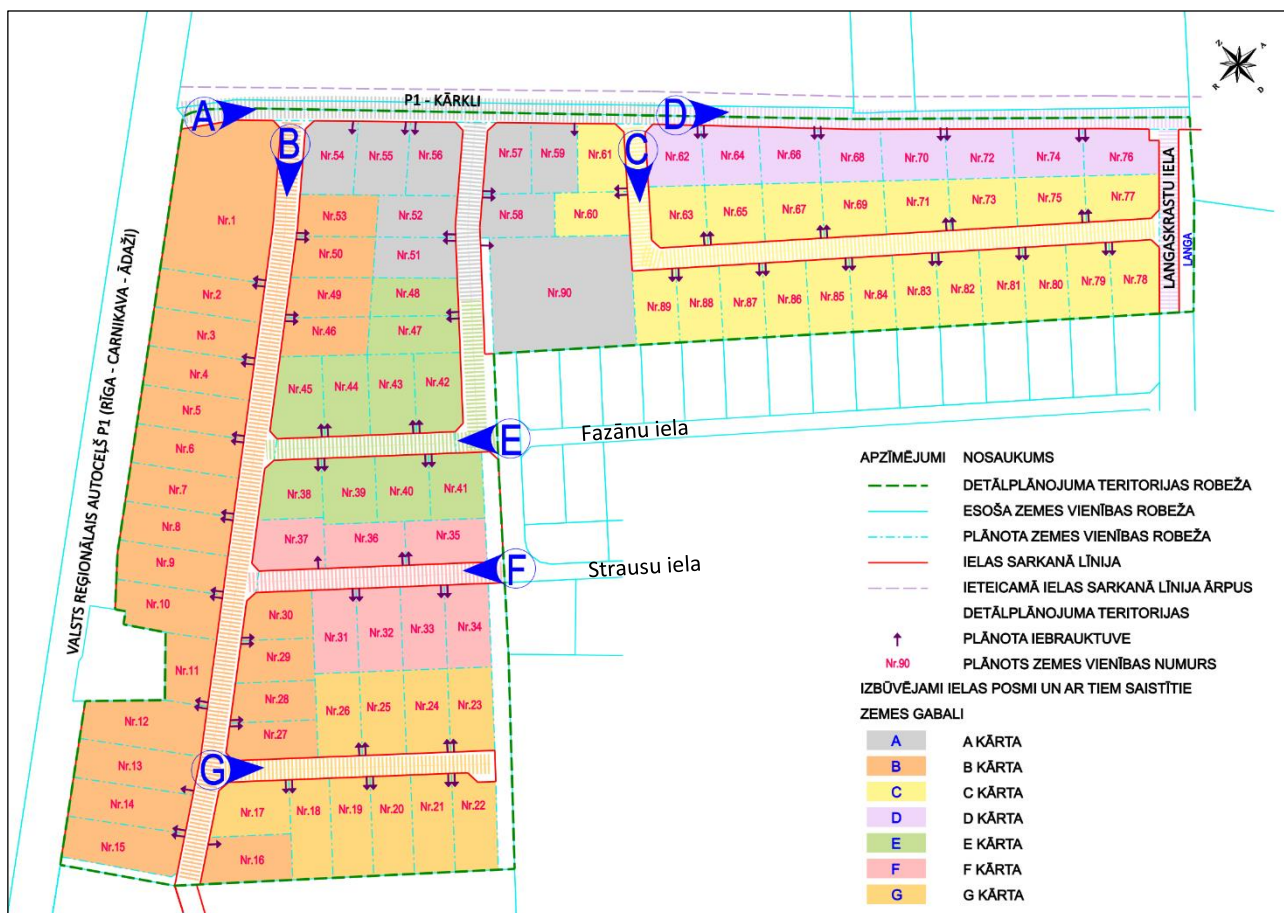 P1 - KĀRKLI
A
D
B
C
Nr.54
Nr.55
Nr.56
Nr.57
Nr.59
Nr.61
Nr.62
Nr.64
Nr.66
Nr.68
Nr.70
Nr.72
Nr.74
Nr.76
Nr.1
Nr.53
Nr.52
Nr.58
Nr.60
Nr.63
Nr.65
Nr.67
Nr.69
Nr.71
Nr.73
Nr.75
Nr.77
LANGASKRASTU IELA
LANGA
Nr.50
Nr.51
Nr.2
Nr.49
Nr.48
Nr.90
Nr.89
Nr.88
Nr.87
Nr.86
Nr.85
Nr.84
Nr.83
Nr.82
Nr.81
Nr.80
Nr.79
Nr.78
Nr.3
Nr.46
Nr.47
Nr.4
Nr.45
Nr.44
Nr.43
Nr.42
Nr.5
Nr.6
E
Fazānu iela
Nr.7
Nr.38
Nr.39
Nr.40
Nr.41
Nr.8
Nr.37
Nr.36
Nr.35
Nr.9
F
Strausu iela
Nr.10
Nr.30
Nr.31
Nr.32
Nr.33
Nr.34
Nr.11
Nr.29
Nr.12
Nr.28
Nr.26
Nr.25
Nr.24
Nr.23
Nr.27
Nr.13
G
Nr.14
Nr.17
Nr.18
Nr.19
Nr.20
Nr.21
Nr.22
Nr.15
Nr.16
VALSTS REĢIONĀLAIS AUTOCEĻŠ P1 (RĪGA - CARNIKAVA - ĀDAŽI)
Z
A
R
D
APZĪMĒJUMI NOSAUKUMS
DETĀLPLĀNOJUMA TERITORIJAS ROBEŽA
ESOŠA ZEMES VIENĪBAS ROBEŽA
PLĀNOTA ZEMES VIENĪBAS ROBEŽA
IELAS SARKANĀ LĪNIJA
IETEICAMĀ IELAS SARKANĀ LĪNIJA ĀRPUS
DETĀLPLĀNOJUMA TERITORIJAS
PLĀNOTA IEBRAUKTUVE
Nr.90 PLĀNOTS ZEMES VIENĪBAS NUMURS
IZBŪVĒJAMI IELAS POSMI UN AR TIEM SAISTĪTIE
ZEMES GABALI
A A KĀRTA
B B KĀRTA
C C KĀRTA
D D KĀRTA
E E KĀRTA
F F KĀRTA
G G KĀRTA